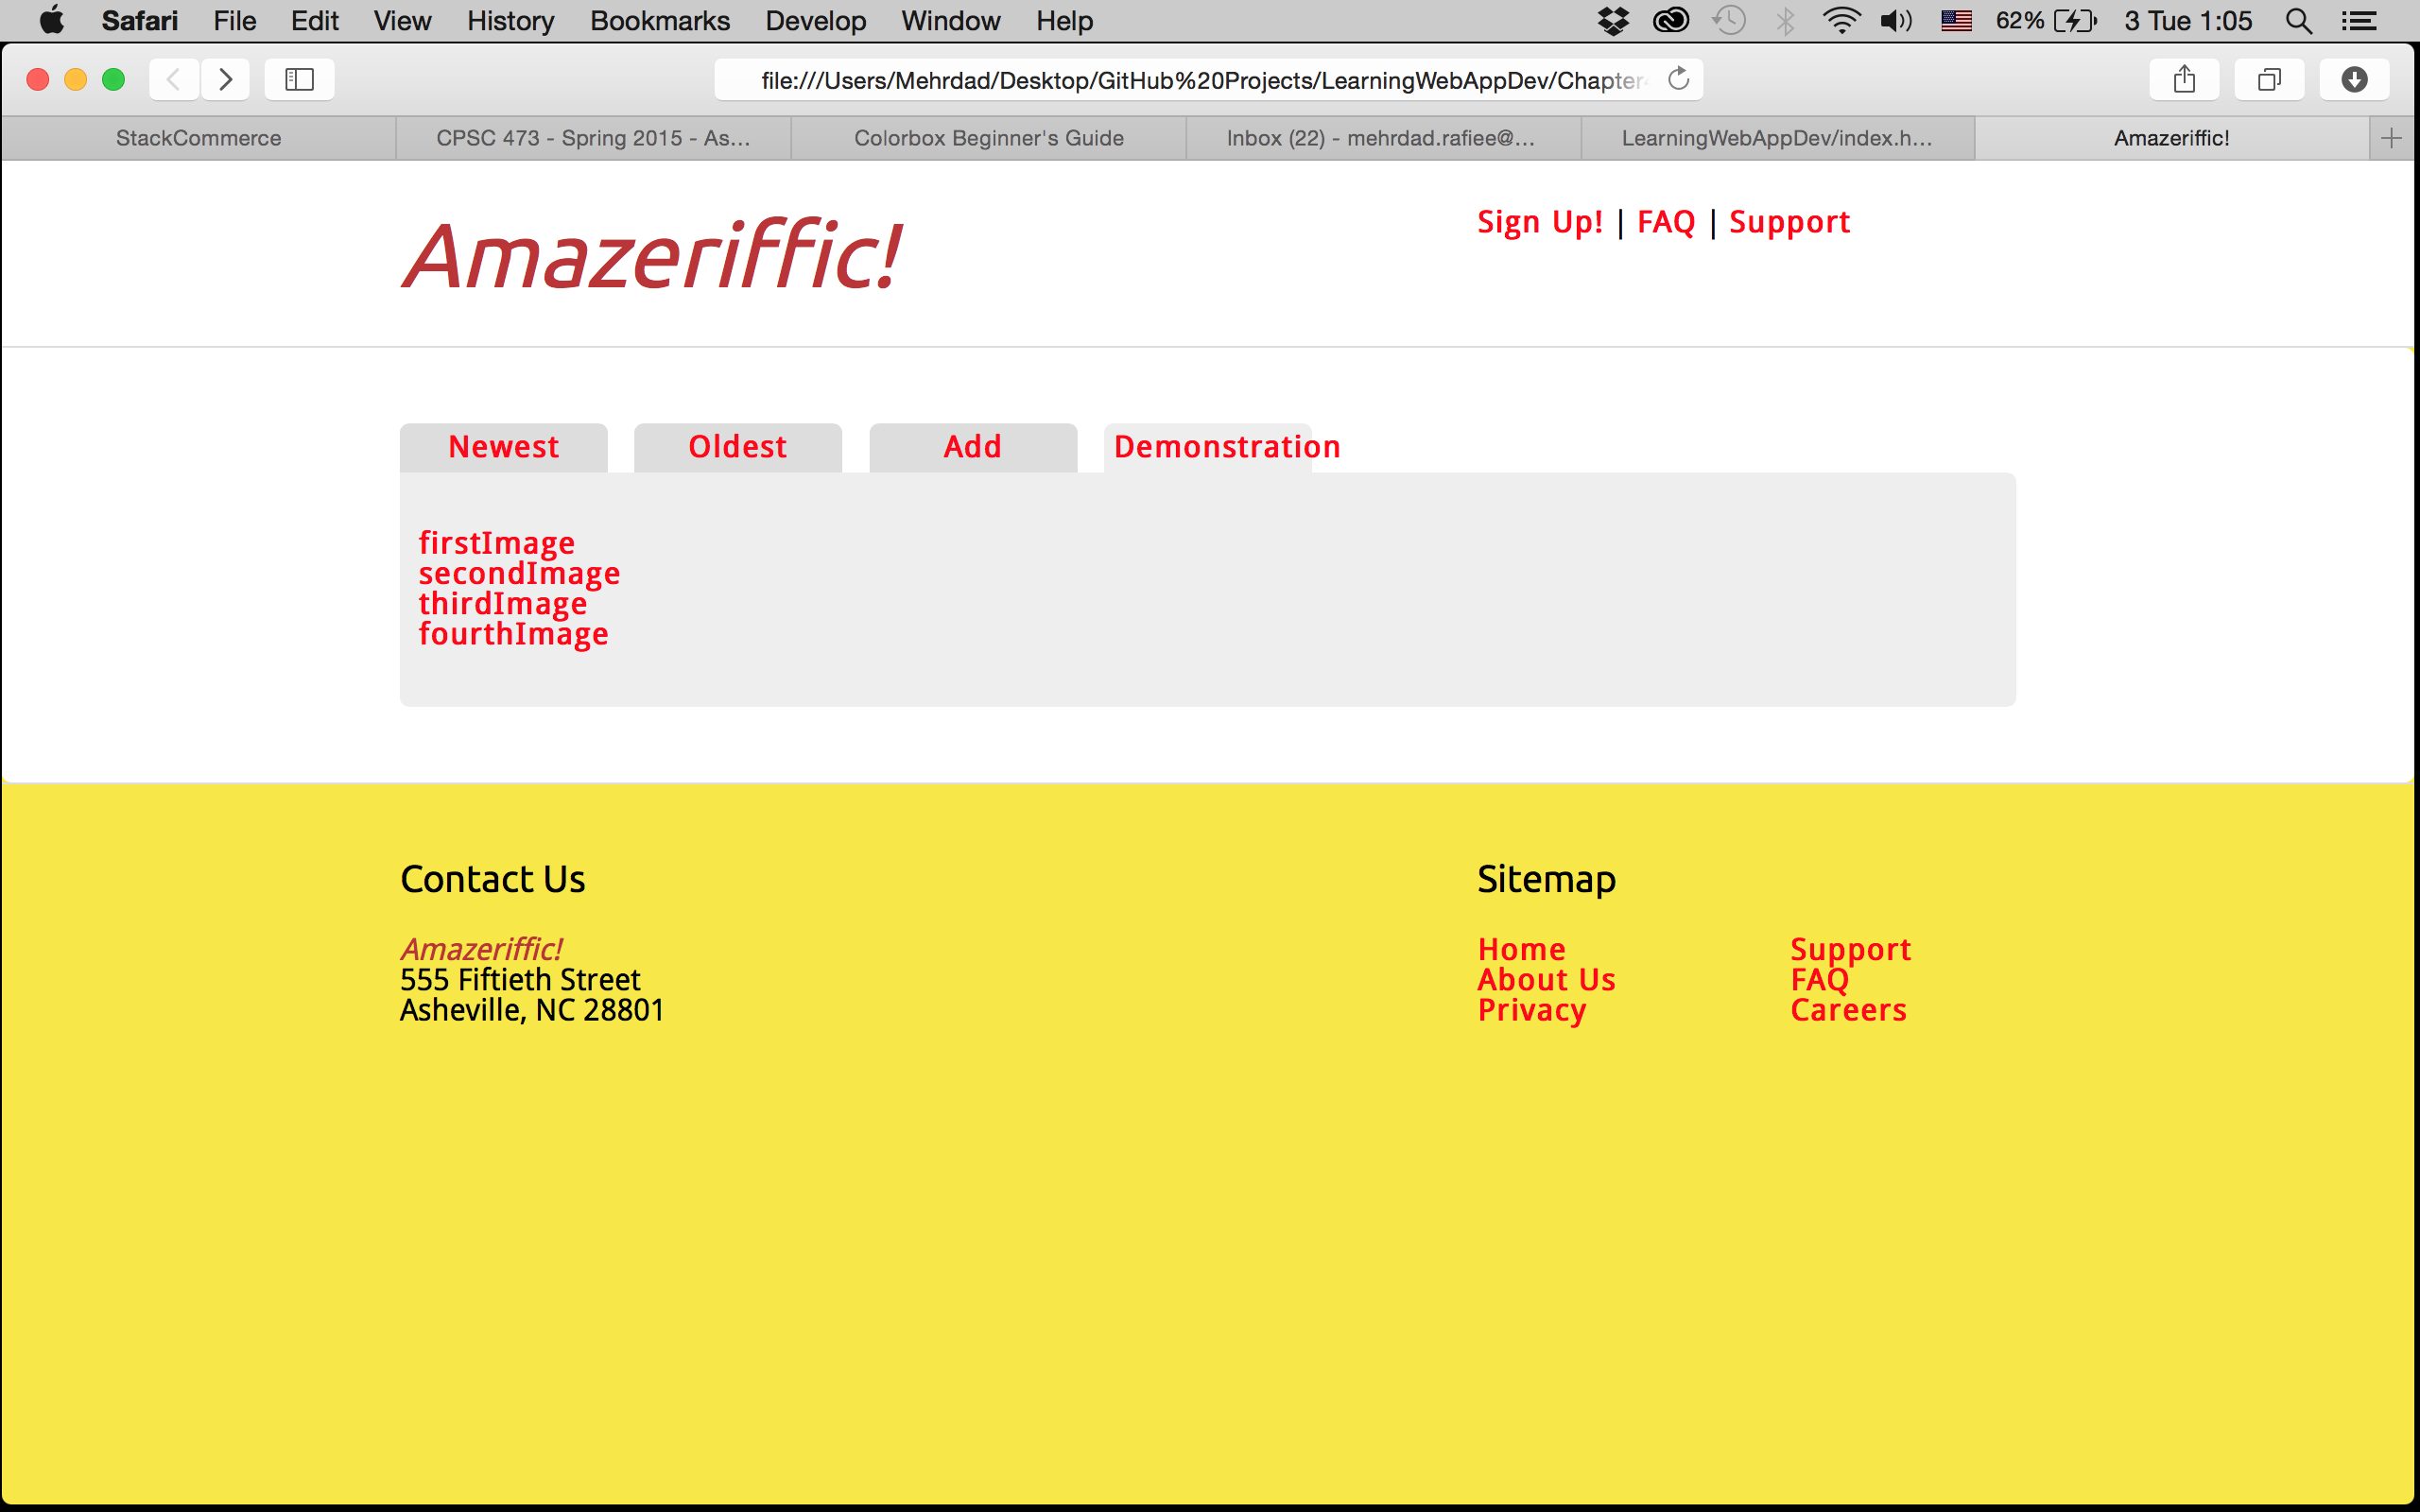 Safari File Edit View History Bookmarks Develop Window Help 62% 3 Tue 1:05
file:///Users/Mehrdad/Desktop/GitHub%20Projects/LearningWebAppDev/Chapter
StackCommerce CPSC 473 - Spring 2015 - As... Colorbox Beginner's Guide Inbox (22) - mehrdad.rafiee@... LearningWebAppDev/index.h... Amazeriffic!
Amazeriffic!
Sign Up! | FAQ | Support
Newest Oldest Add Demonstration
firstImage
secondImage
thirdImage
fourthImage
Contact Us
Amazeriffic!
555 Fiftieth Street
Asheville, NC 28801
Sitemap
Home Support
About Us FAQ
Privacy Careers